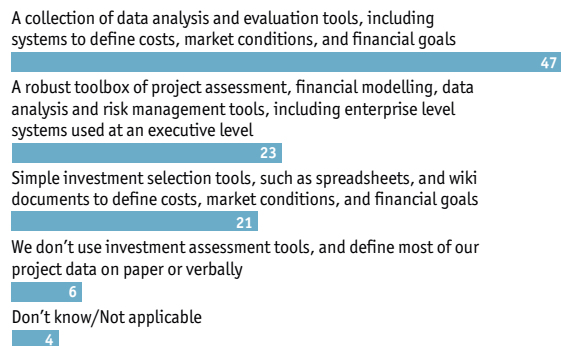 A collection of data analysis and evaluation tools, including
systems to define costs, market conditions, and financial goals
47
A robust toolbox of project assessment, financial modelling, data
analysis and risk management tools, including enterprise level
systems used at an executive level
23
Simple investment selection tools, such as spreadsheets, and wiki
documents to define costs, market conditions, and financial goals
21
We don’t use investment assessment tools, and define most of our
project data on paper or verbally
6
Don’t know/Not applicable
4